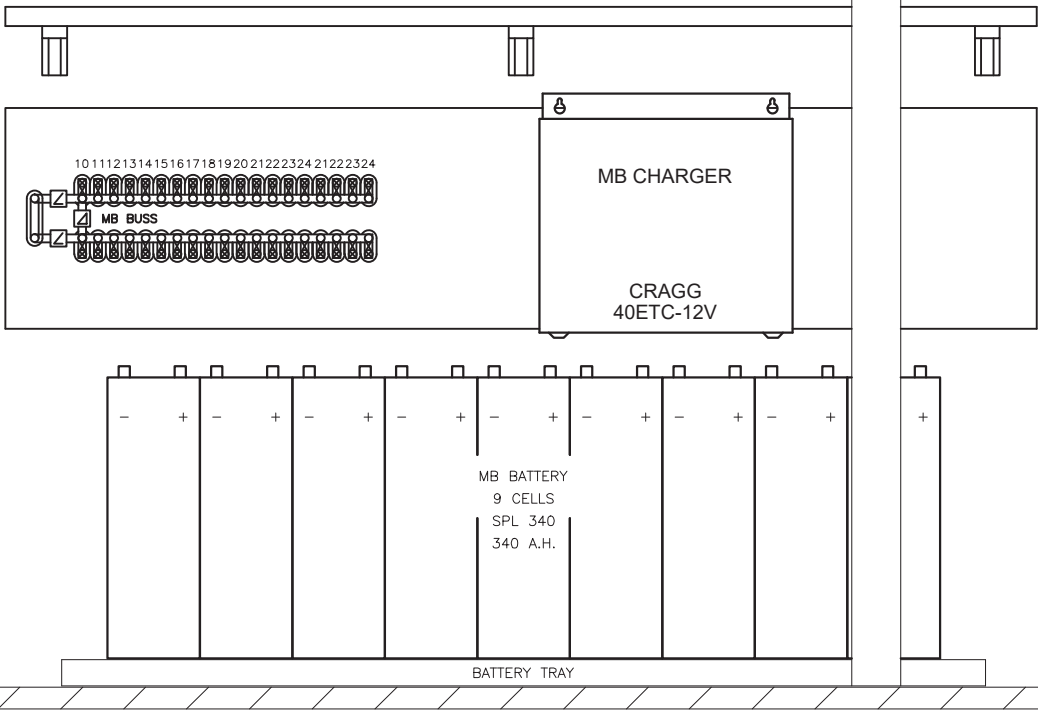 10 11 12 13 14 15 16 17 18 19 20 21 22 23 24 21 22 23 24
MB BUSS
MB CHARGER
CRAGG
40ETC-12V
- + - + - + - + - + - + - + - + +
MB BATTERY
9 CELLS
SPL 340
340 A.H.
BATTERY TRAY